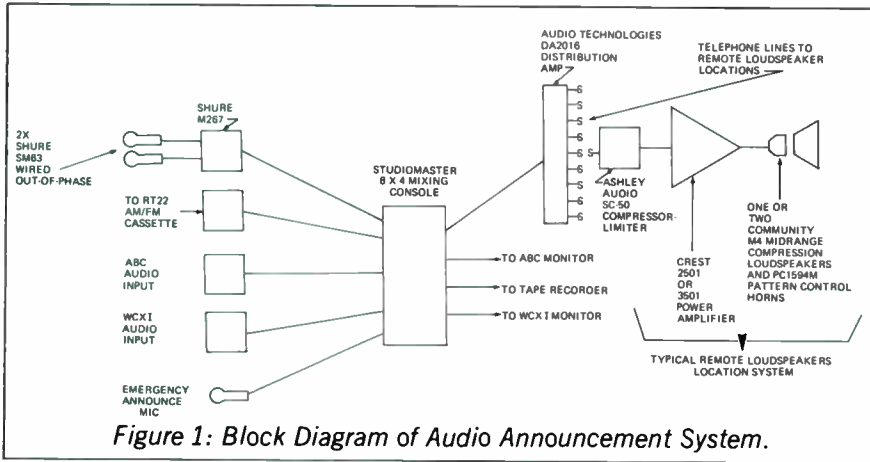 AUDIO TECHNOLOGIES
DA2016
DISTRIBUTION
AMP
TELEPHONE LINES TO
REMOTE LOUDSPEAKER
LOCATIONS
SHURE
M267
2X
SHURE
SM63
WIRED
OUT-OF-PHASE
STUDIOMASTER
8 X 4 MIXING
CONSOLE
TO RT22
AM/FM
CASSETTE
ASHLEY
AUDIO
SC-50
COMPRESSOR-
LIMITER
ONE OR
TWO
COMMUNITY
M4 MIDRANGE
COMPRESSION
LOUDSPEAKERS
AND PC1594M
PATTERN CONTROL
HORNS
CREST
2501
OR
3501
POWER
AMPLIFIER
ABC
AUDIO
INPUT
TO ABC MONITOR
TO TAPE RECORDER
TO WCXI MONITOR
WCXI
AUDIO
INPUT
TYPICAL REMOTE LOUDSPEAKERS
LOCATION SYSTEM
EMERGENCY
ANNOUNCE
MIC
Figure 1: Block Diagram of Audio Announcement System.